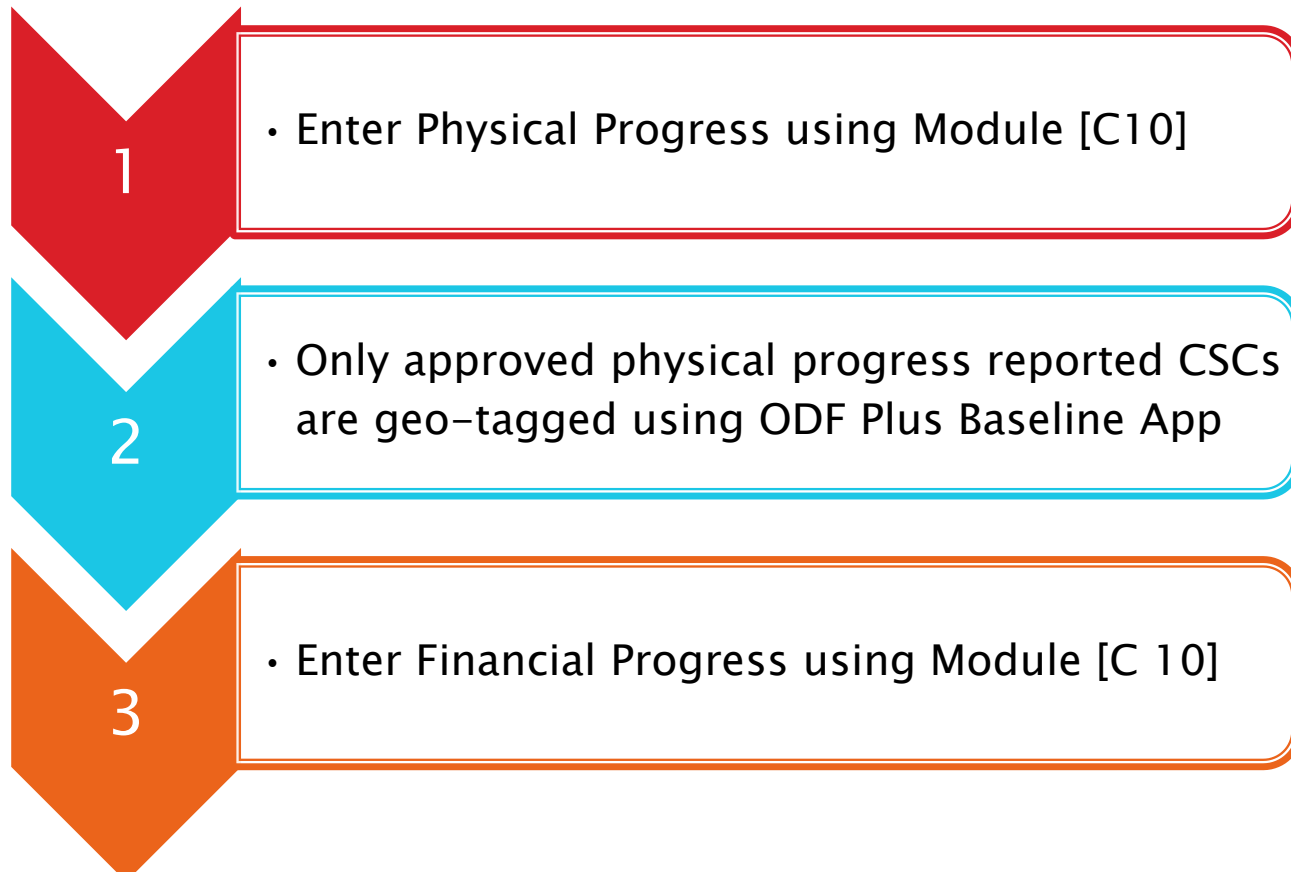 1
• Enter Physical Progress using Module [C10]
2
• Only approved physical progress reported CSCs
are geo-tagged using ODF Plus Baseline App
3
• Enter Financial Progress using Module [C 10]